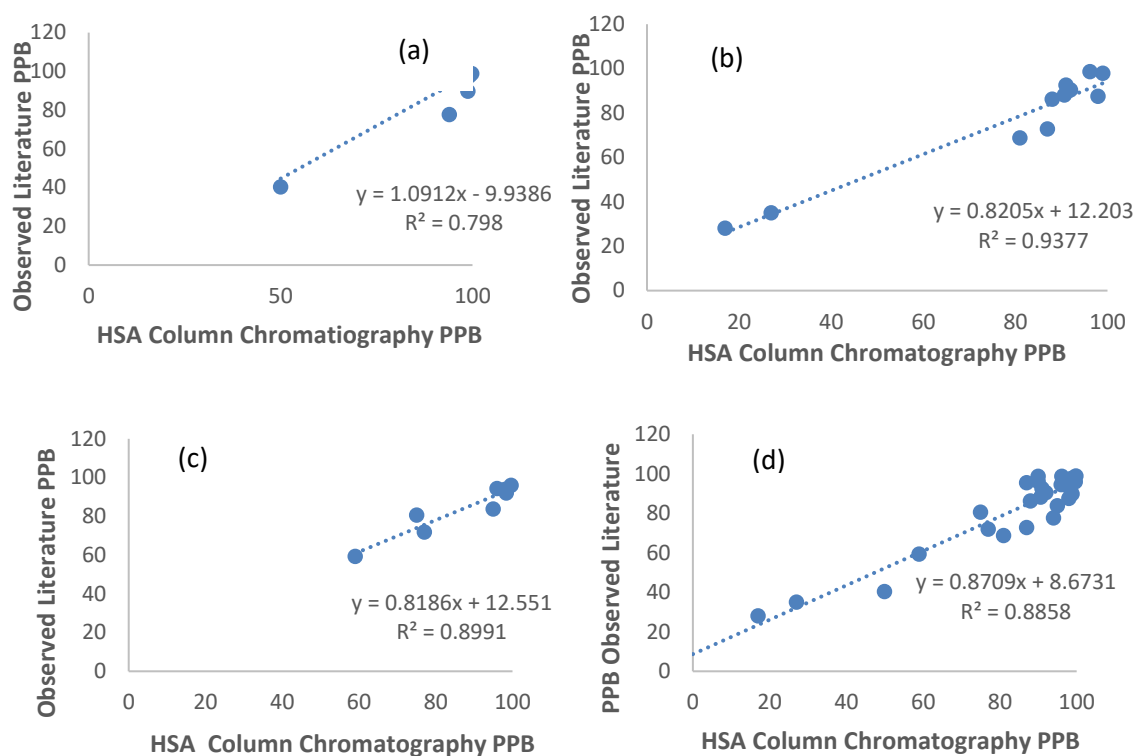 Observed Literature PPB
120
100
80
60
40
20
0
(a)
y = 1.0912x - 9.9386
R² = 0.798
0 50 100
HSA Column Chromatiography PPB
Observed Literature PPB
120
100
80
60
40
20
0
(b)
y = 0.8205x + 12.203
R² = 0.9377
0 20 40 60 80 100
HSA Column Chromatography PPB
Observed Literature PPB
120
100
80
60
40
20
0
(c)
y = 0.8186x + 12.551
R² = 0.8991
0 20 40 60 80 100
HSA Column Chromatography PPB
PPB Observed Literature
120
100
80
60
40
20
0
(d)
y = 0.8709x + 8.6731
R² = 0.8858
0 20 40 60 80 100
HSA Column Chromatography PPB